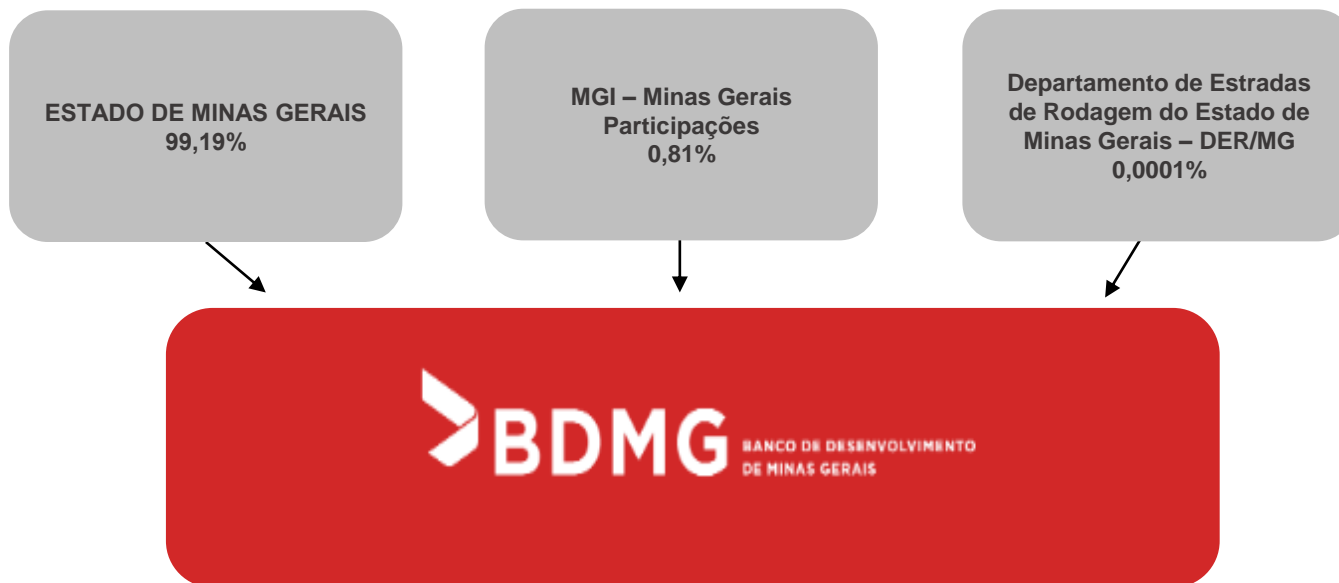 ESTADO DE MINAS GERAIS
99,19%
MGI – Minas Gerais
Participações
0,81%
Departamento de Estradas
de Rodagem do Estado de
Minas Gerais – DER/MG
0,0001%
BDMG
BANCO DE DESENVOLVIMENTO
DE MINAS GERAIS